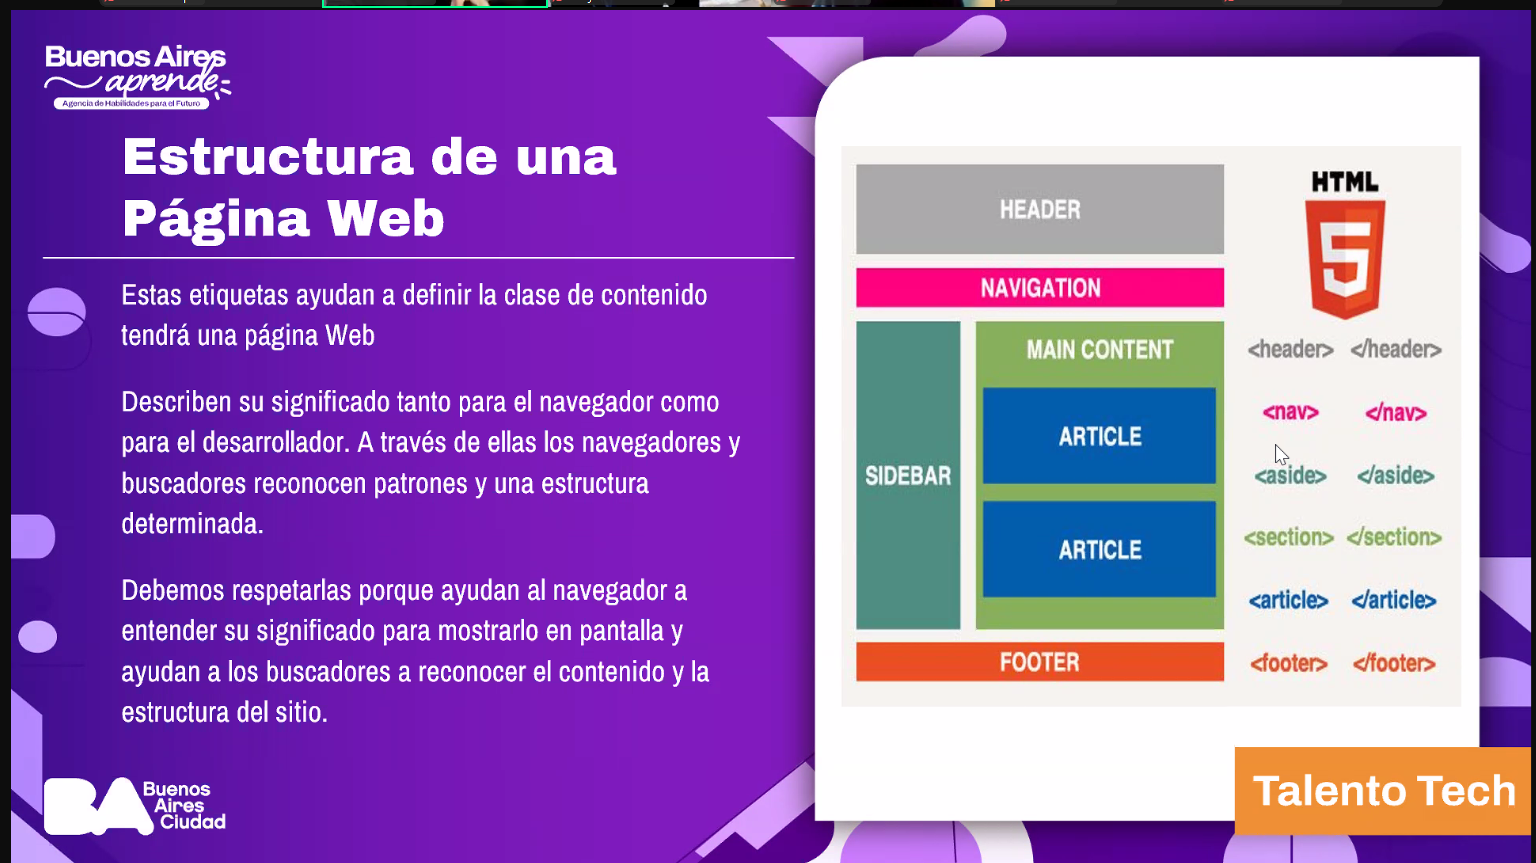 Buenos Aires
aprende
Agencia de Habilidades para el Futuro
Estructura de una
Página Web
Estas etiquetas ayudan a definir la clase de contenido
tendrá una página Web
Describen su significado tanto para el navegador como
para el desarrollador. A través de ellas los navegadores y
buscadores reconocen patrones y una estructura
determinada.
Debemos respetarlas porque ayudan al navegador a
entender su significado para mostrarlo en pantalla y
ayudan a los buscadores a reconocer el contenido y la
estructura del sitio.
BA
Buenos
Aires
Ciudad
HEADER
NAVIGATION
SIDEBAR
MAIN CONTENT
ARTICLE
ARTICLE
FOOTER
HTML
5
<header> </header>
<nav> </nav>
<aside> </aside>
<section> </section>
<article> </article>
<footer> </footer>
Talento Tech